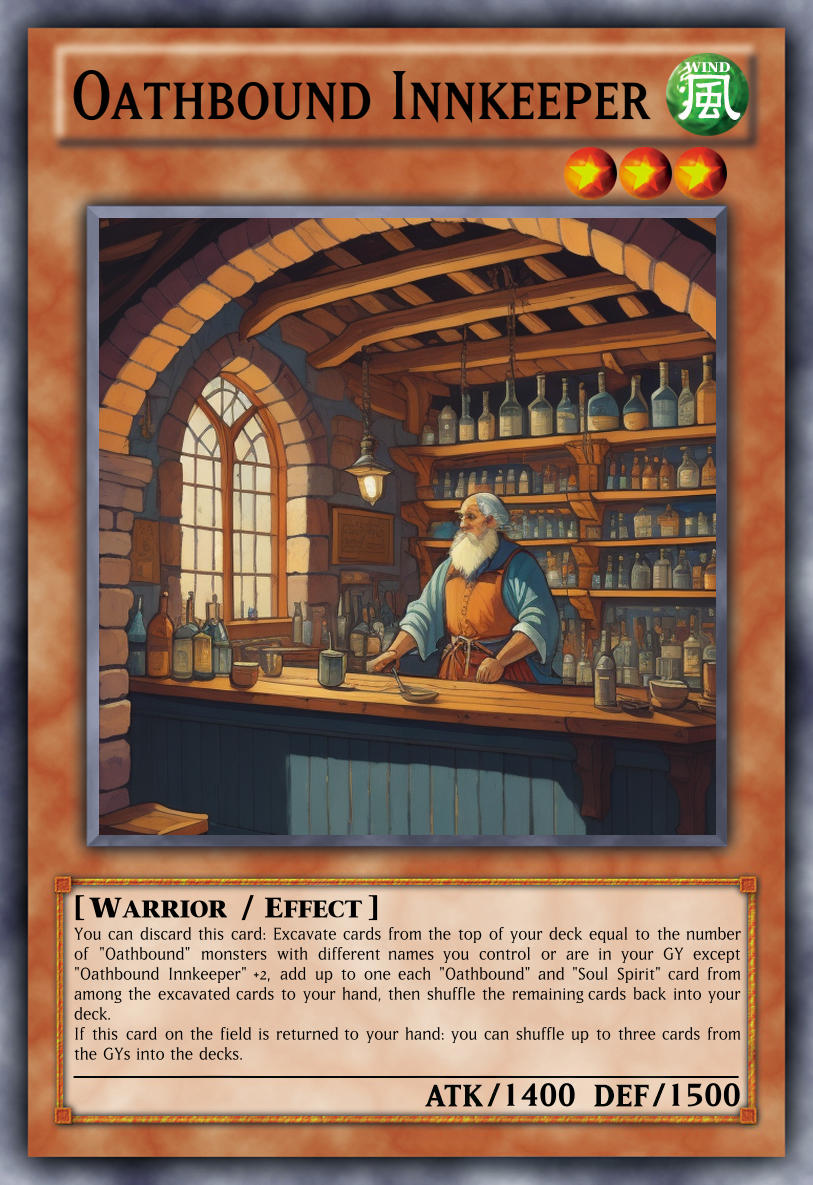 Oathbound Innkeeper
WIND
風
[ Warrior / Effect ]
You can discard this card: Excavate cards from the top of your deck equal to the number
of "Oathbound" monsters with different names you control or are in your GY except
"Oathbound Innkeeper" +2, add up to one each "Oathbound" and "Soul Spirit" card from
among the excavated cards to your hand, then shuffle the remaining cards back into your
deck.
If this card on the field is returned to your hand: you can shuffle up to three cards from
the GYs into the decks.
ATK/1400 DEF/1500